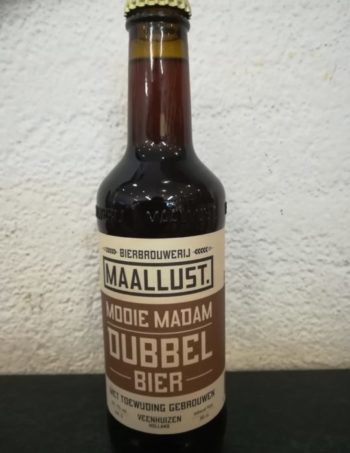 BIERBROUWERIJ
MAALLUST.
MOOIE MADAM
DUBBEL
BIER
MET TOEWIJDING GEBROUWEN
VEENHUIZEN
HOLLAND